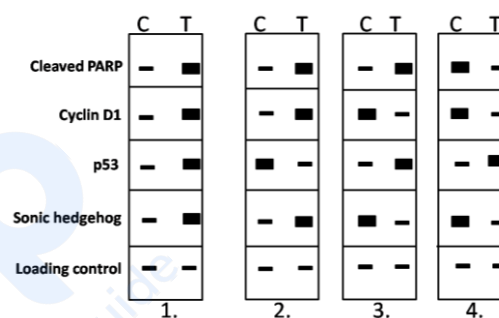 C T C T C T C T
Cleaved PARP
Cyclin D1
p53
Sonic hedgehog
Loading control
1. 2. 3. 4.